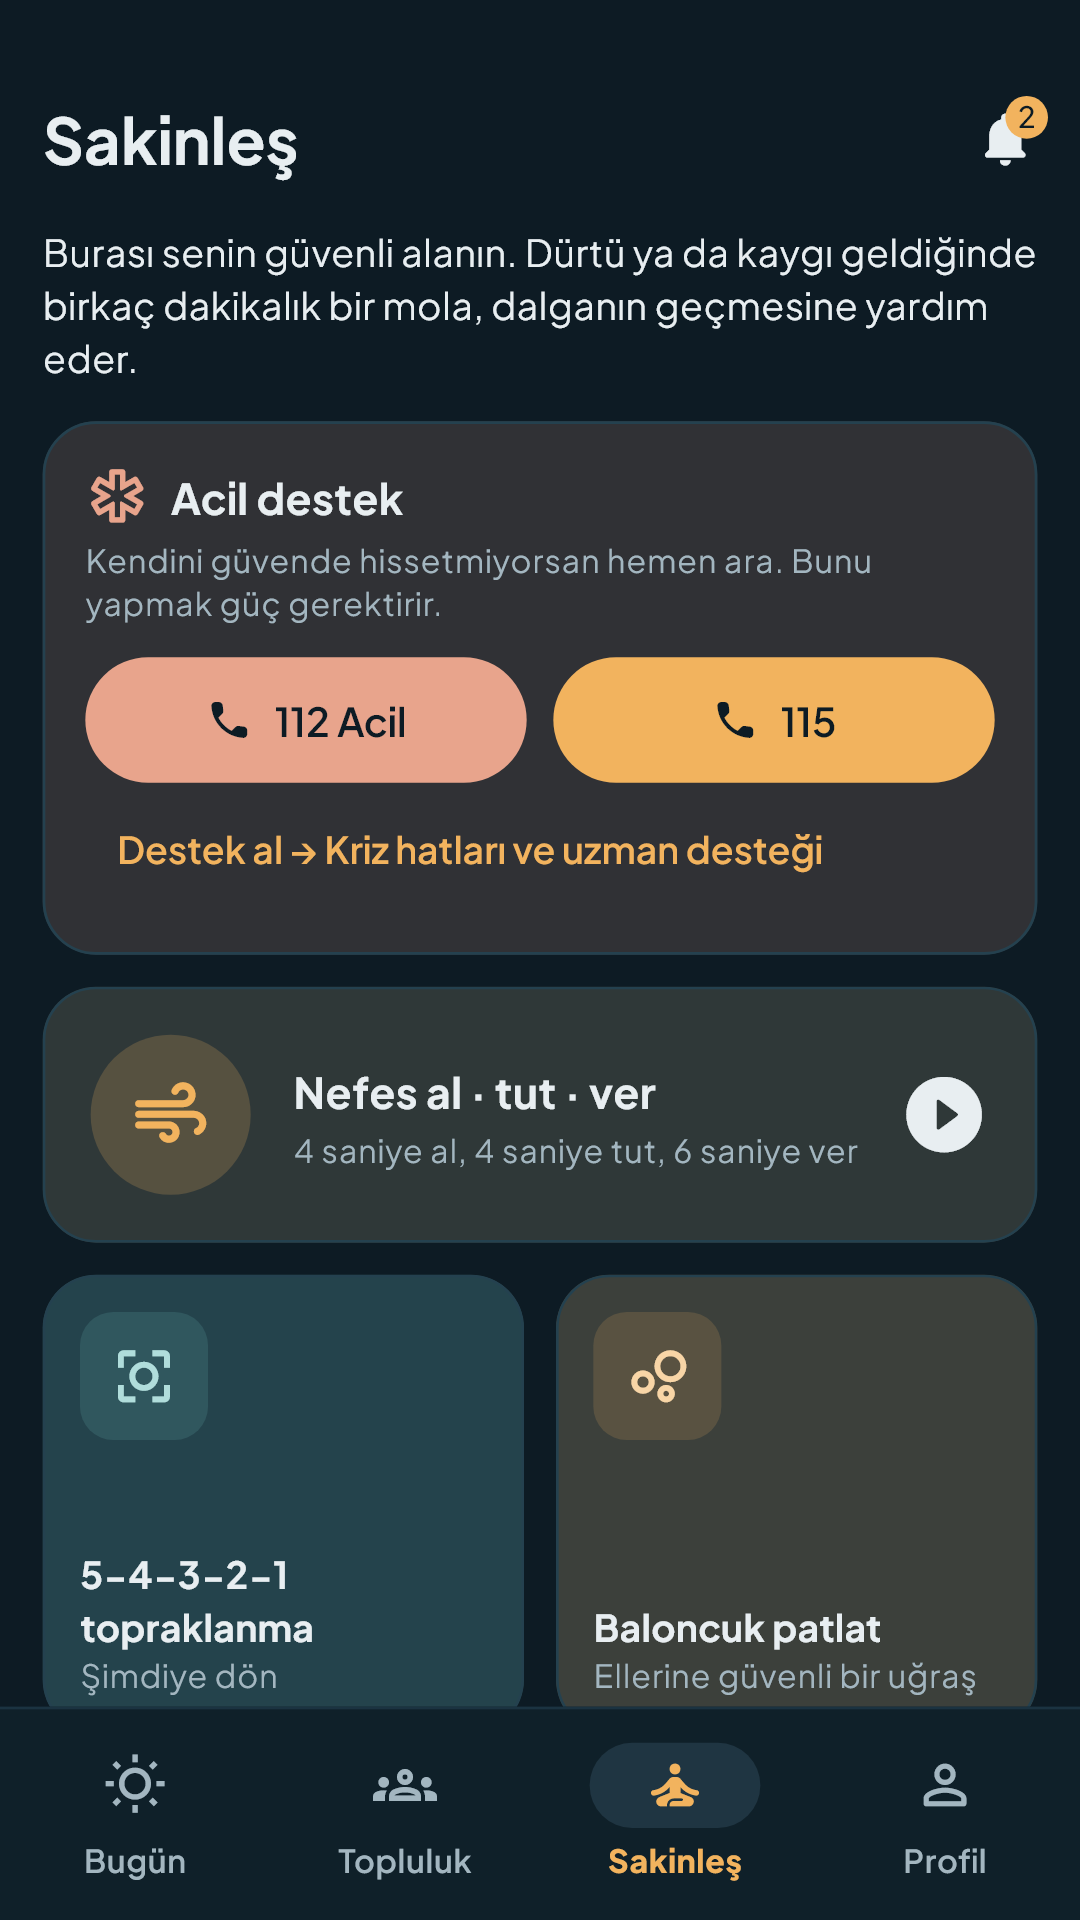 Sakinleş
2
Burası senin güvenli alanın. Dürtü ya da kaygı geldiğinde
birkaç dakikalık bir mola, dalganın geçmesine yardım
eder.
Acil destek
Kendini güvende hissetmiyorsan hemen ara. Bunu
yapmak güç gerektirir.
112 Acil
115
Destek al → Kriz hatları ve uzman desteği
Nefes al · tut · ver
4 saniye al, 4 saniye tut, 6 saniye ver
5-4-3-2-1
topraklanma
Şimdiye dön
Baloncuk patlat
Ellerine güvenli bir uğraş
Bugün
Topluluk
Sakinleş
Profil